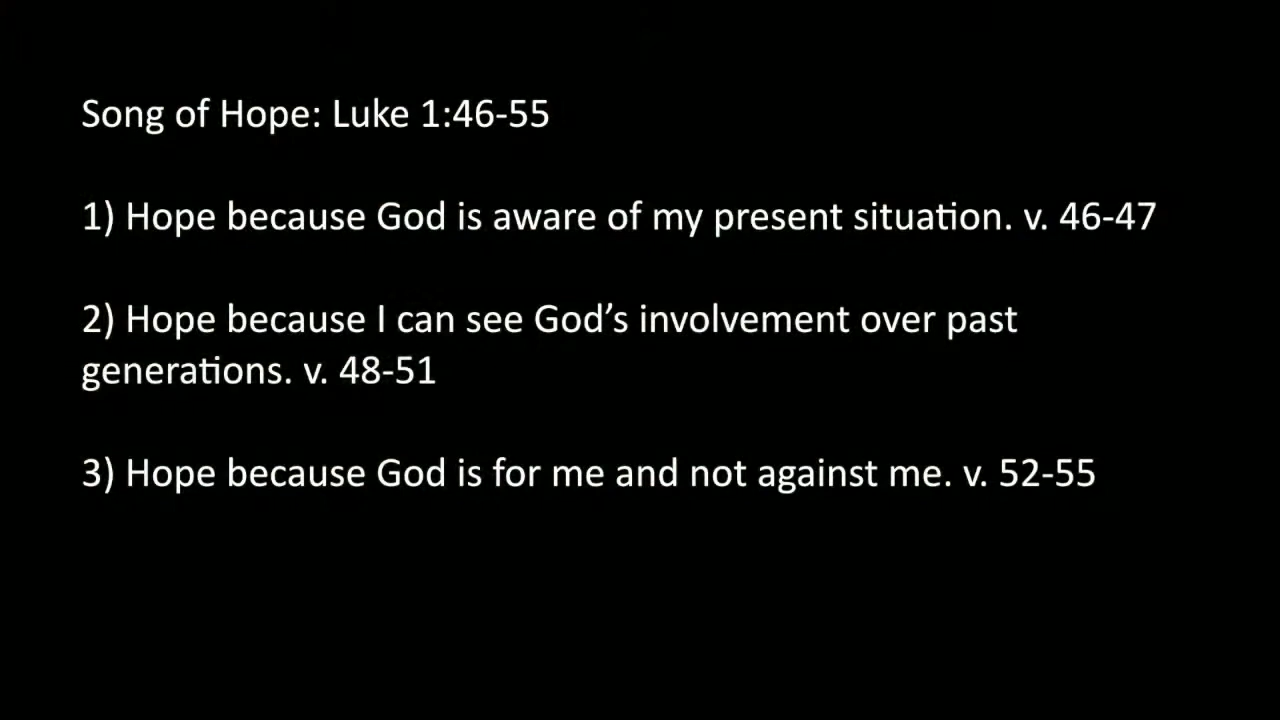 Song of Hope: Luke 1:46-55
1) Hope because God is aware of my present situation. v. 46-47
2) Hope because I can see God’s involvement over past
generations. v. 48-51
3) Hope because God is for me and not against me. v. 52-55